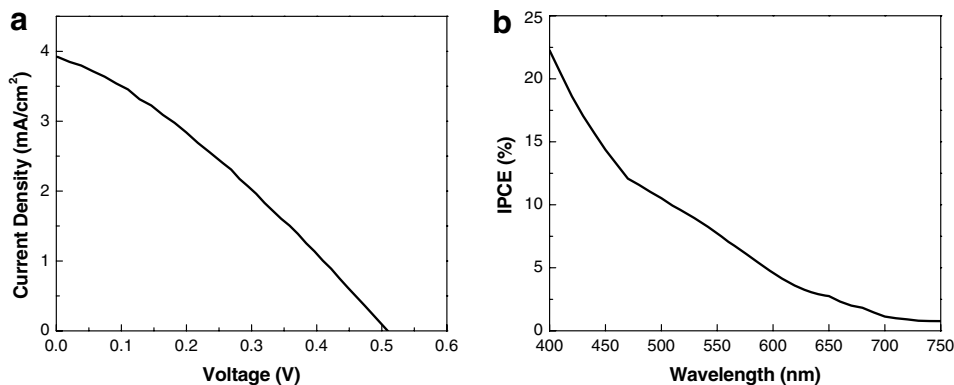 a
4
3
2
1
0
0.0 0.1 0.2 0.3 0.4 0.5 0.6
Current Density (mA/cm²)
Voltage (V)
b
25
20
15
10
5
0
400 450 500 550 600 650 700 750
IPCE (%)
Wavelength (nm)